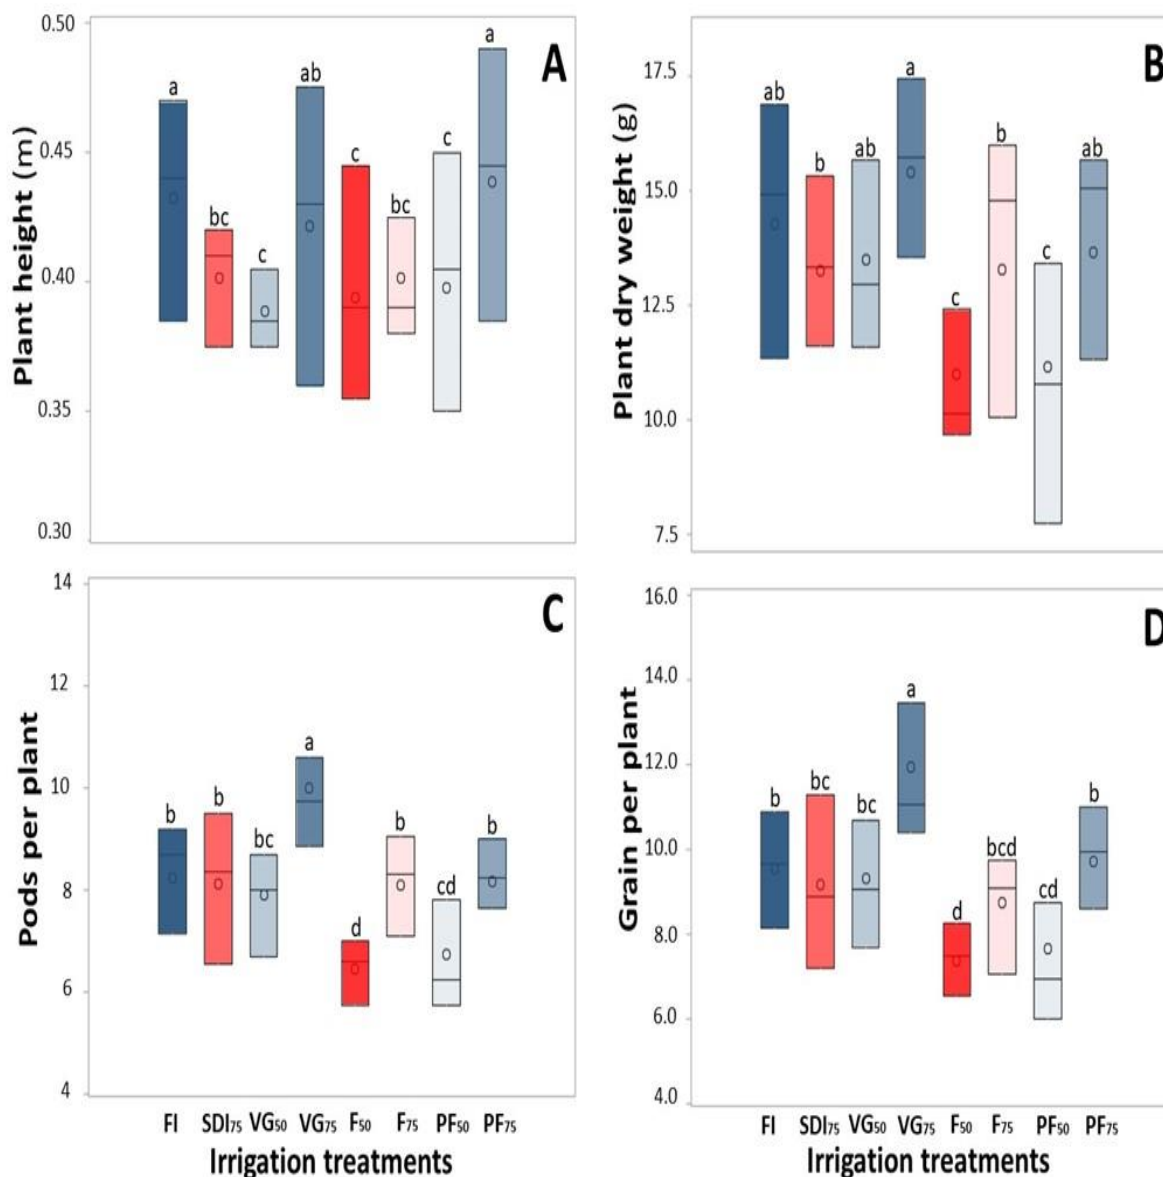 A
Plant height (m)
0.50
0.45
0.40
0.35
0.30
a
bc
c
ab
c
bc
c
a
B
Plant dry weight (g)
17.5
15.0
12.5
10.0
7.5
ab
b
ab
a
c
b
c
ab
C
Pods per plant
14
12
10
8
6
4
b
b
bc
a
d
b
cd
b
FI SDI75 VG50 VG75 F50 F75 PF50 PF75
Irrigation treatments
D
Grain per plant
16.0
14.0
12.0
10.0
8.0
6.0
4.0
b
bc
bc
a
d
bcd
cd
b
FI SDI75 VG50 VG75 F50 F75 PF50 PF75
Irrigation treatments